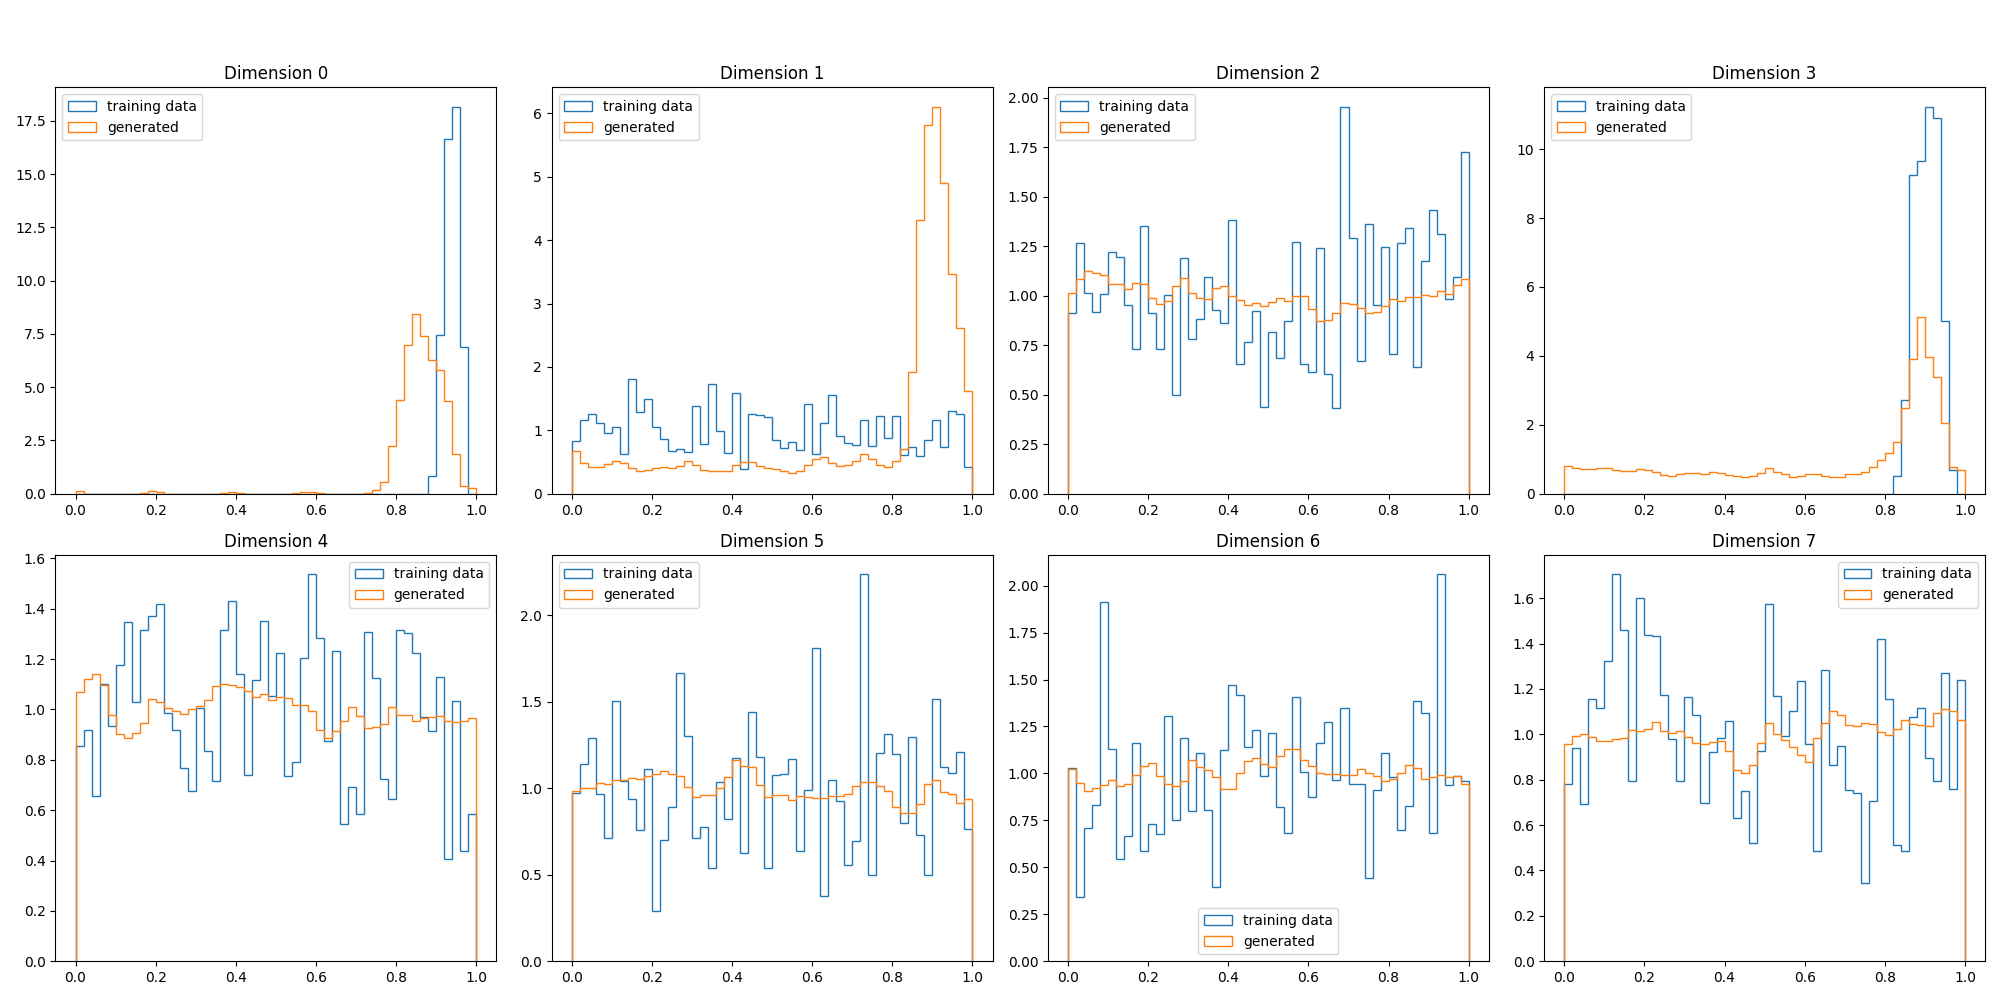 Dimension 0
training data
generated
17.5
15.0
12.5
10.0
7.5
5.0
2.5
0.0
0.0 0.2 0.4 0.6 0.8 1.0
Dimension 1
training data
generated
6
5
4
3
2
1
0
0.0 0.2 0.4 0.6 0.8 1.0
Dimension 2
training data
generated
2.00
1.75
1.50
1.25
1.00
0.75
0.50
0.25
0.00
0.0 0.2 0.4 0.6 0.8 1.0
Dimension 3
training data
generated
10
8
6
4
2
0
0.0 0.2 0.4 0.6 0.8 1.0
Dimension 4
training data
generated
1.6
1.4
1.2
1.0
0.8
0.6
0.4
0.2
0.0
0.0 0.2 0.4 0.6 0.8 1.0
Dimension 5
training data
generated
2.0
1.5
1.0
0.5
0.0
0.0 0.2 0.4 0.6 0.8 1.0
Dimension 6
2.00
1.75
1.50
1.25
1.00
0.75
0.50
0.25
0.00
training data
generated
0.0 0.2 0.4 0.6 0.8 1.0
Dimension 7
training data
generated
1.6
1.4
1.2
1.0
0.8
0.6
0.4
0.2
0.0
0.0 0.2 0.4 0.6 0.8 1.0